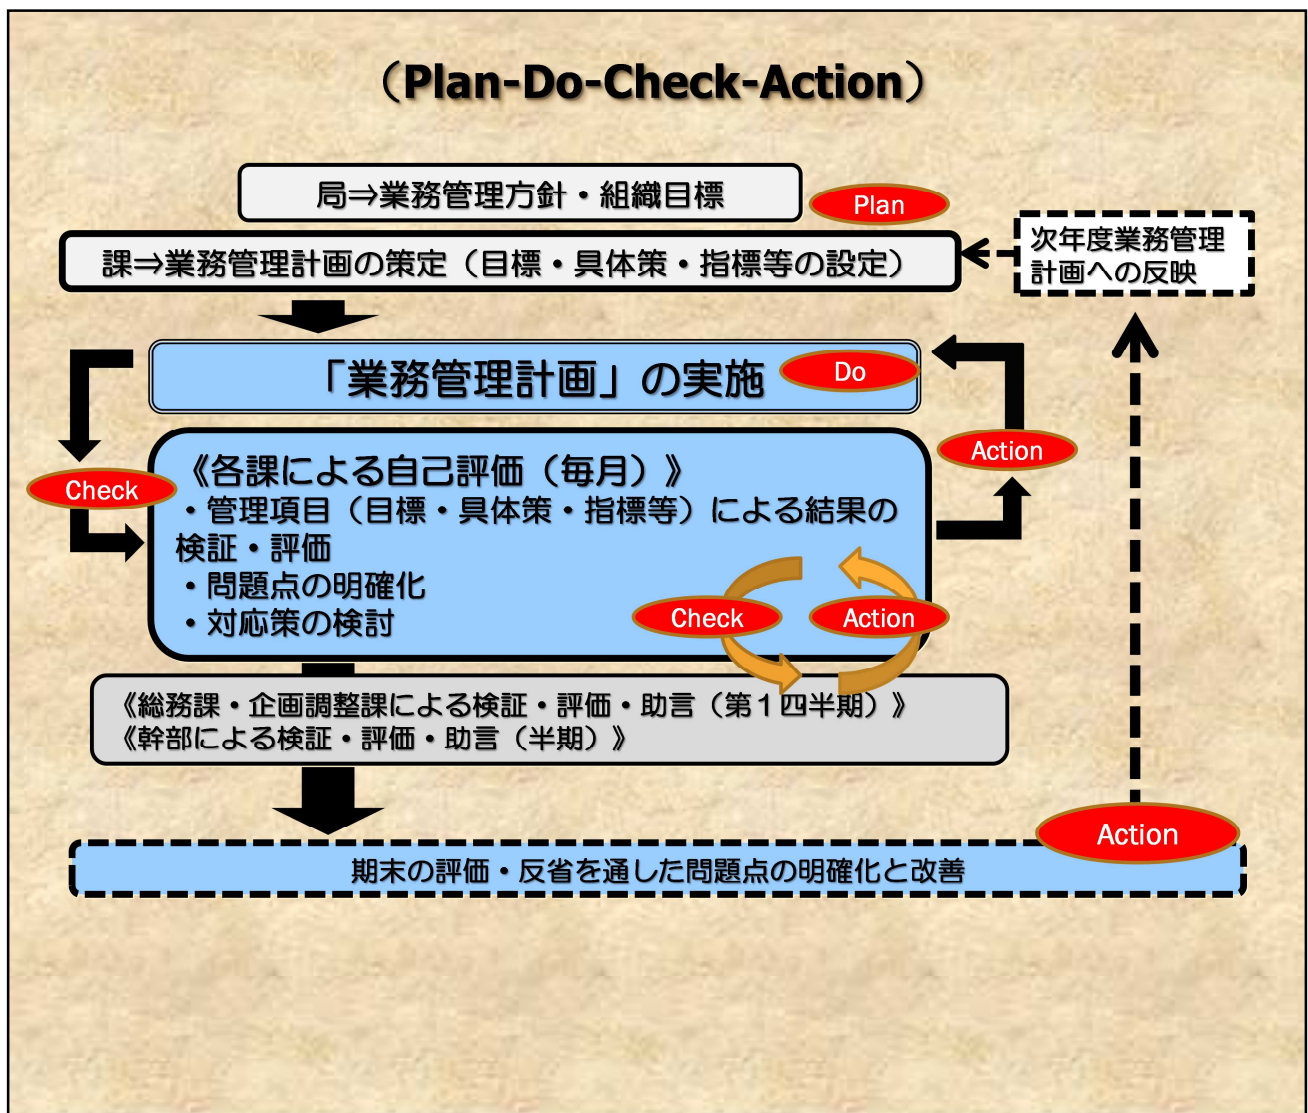 （Plan-Do-Check-Action）
局⇒業務管理方針・組織目標
Plan
課⇒業務管理計画の策定（目標・具体策・指標等の設定）
次年度業務管理
計画への反映
「業務管理計画」の実施
Do
Check
Action
《各課による自己評価（毎月）》
・管理項目（目標・具体策・指標等）による結果の
検証・評価
・問題点の明確化
・対応策の検討
Check
Action
《総務課・企画調整課による検証・評価・助言（第１四半期）》
《幹部による検証・評価・助言（半期）》
Action
期末の評価・反省を通した問題点の明確化と改善